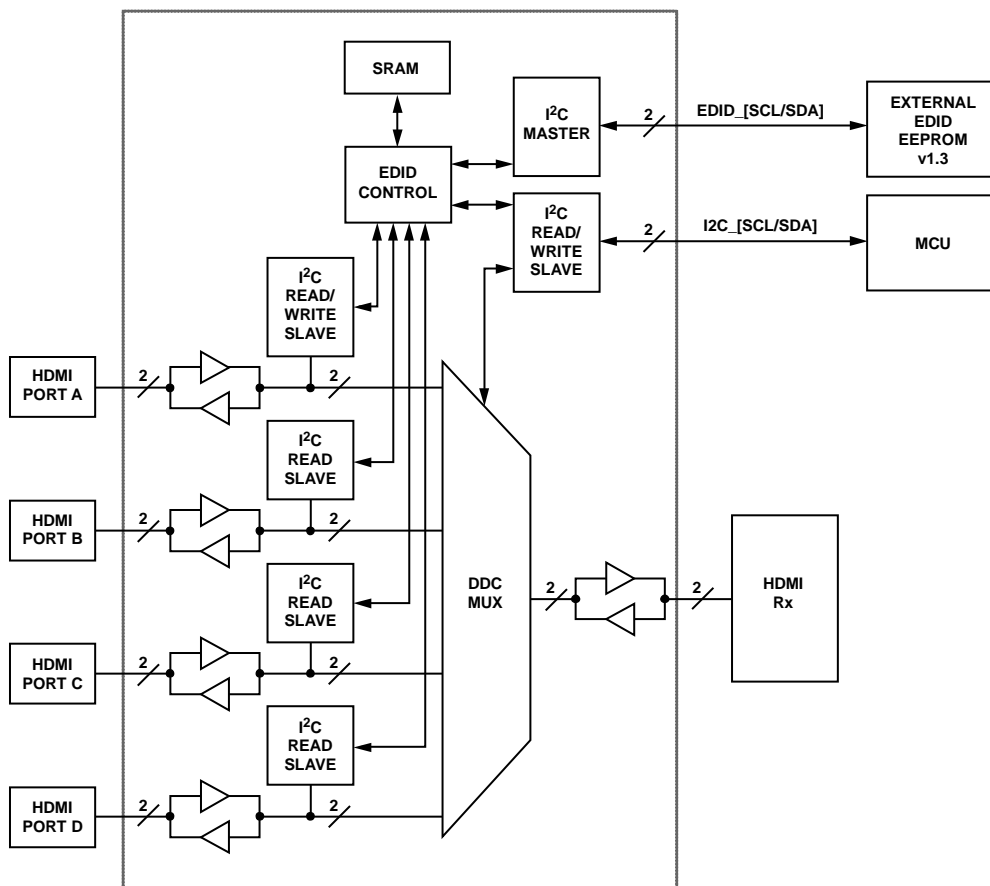 SRAM
EDID
CONTROL
I²C
MASTER
2
EDID_[SCL/SDA]
EXTERNAL
EDID
EEPROM
v1.3
I²C
READ/
WRITE
SLAVE
2
I2C_[SCL/SDA]
MCU
I²C
READ/
WRITE
SLAVE
HDMI
PORT A
2
2
I²C
READ
SLAVE
HDMI
PORT B
2
2
I²C
READ
SLAVE
HDMI
PORT C
2
2
I²C
READ
SLAVE
HDMI
PORT D
2
2
DDC
MUX
2
2
HDMI
Rx